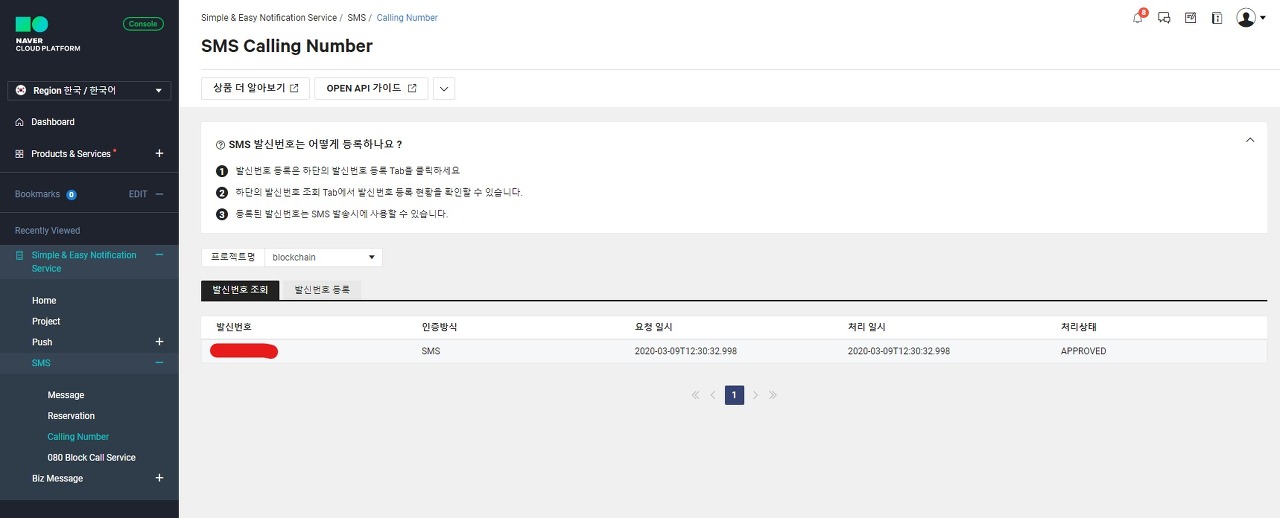 NAVER
CLOUD PLATFORM
Console
Region 한국 / 한국어
Dashboard
Products & Services *
Bookmarks 0 EDIT
Recently Viewed
Simple & Easy Notification
Service
Home
Project
Push
SMS
Message
Reservation
Calling Number
080 Block Call Service
Biz Message
Simple & Easy Notification Service / SMS / Calling Number
8
SMS Calling Number
상품 더 알아보기
OPEN API 가이드
SMS 발신번호는 어떻게 등록하나요 ?
1 발신번호 등록은 하단의 발신번호 등록 Tab을 클릭하세요
2 하단의 발신번호 조회 Tab에서 발신번호 등록 현황을 확인할 수 있습니다.
3 등록된 발신번호는 SMS 발송시에 사용할 수 있습니다.
프로젝트명 blockchain
발신번호 조회 발신번호 등록
발신번호 인증방식 요청 일시 처리 일시 처리상태
SMS 2020-03-09T12:30:32.998 2020-03-09T12:30:32.998 APPROVED
1